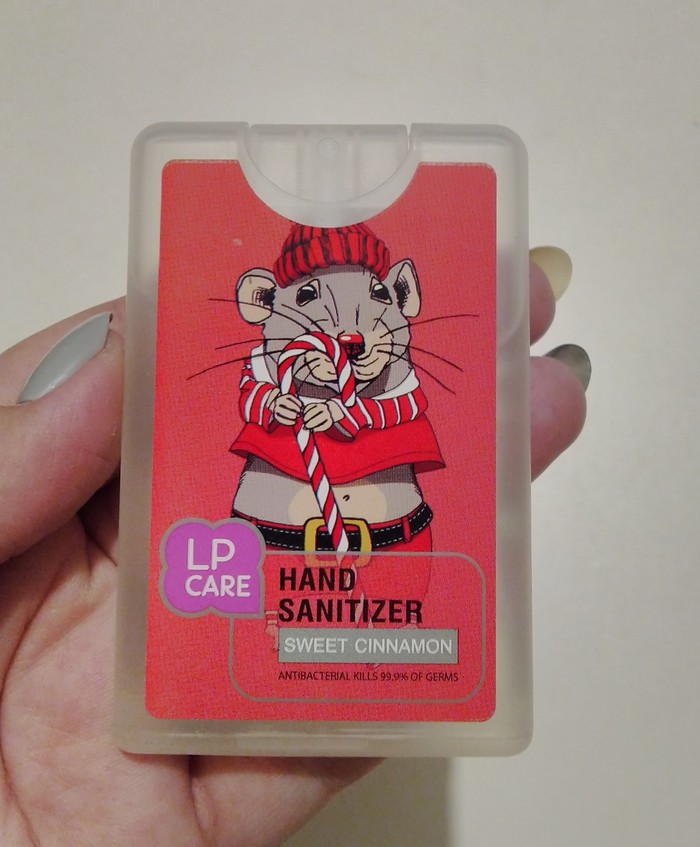 LP
CARE
HAND
SANITIZER
SWEET CINNAMON
ANTIBACTERIAL KILLS 99,9% OF GERMS